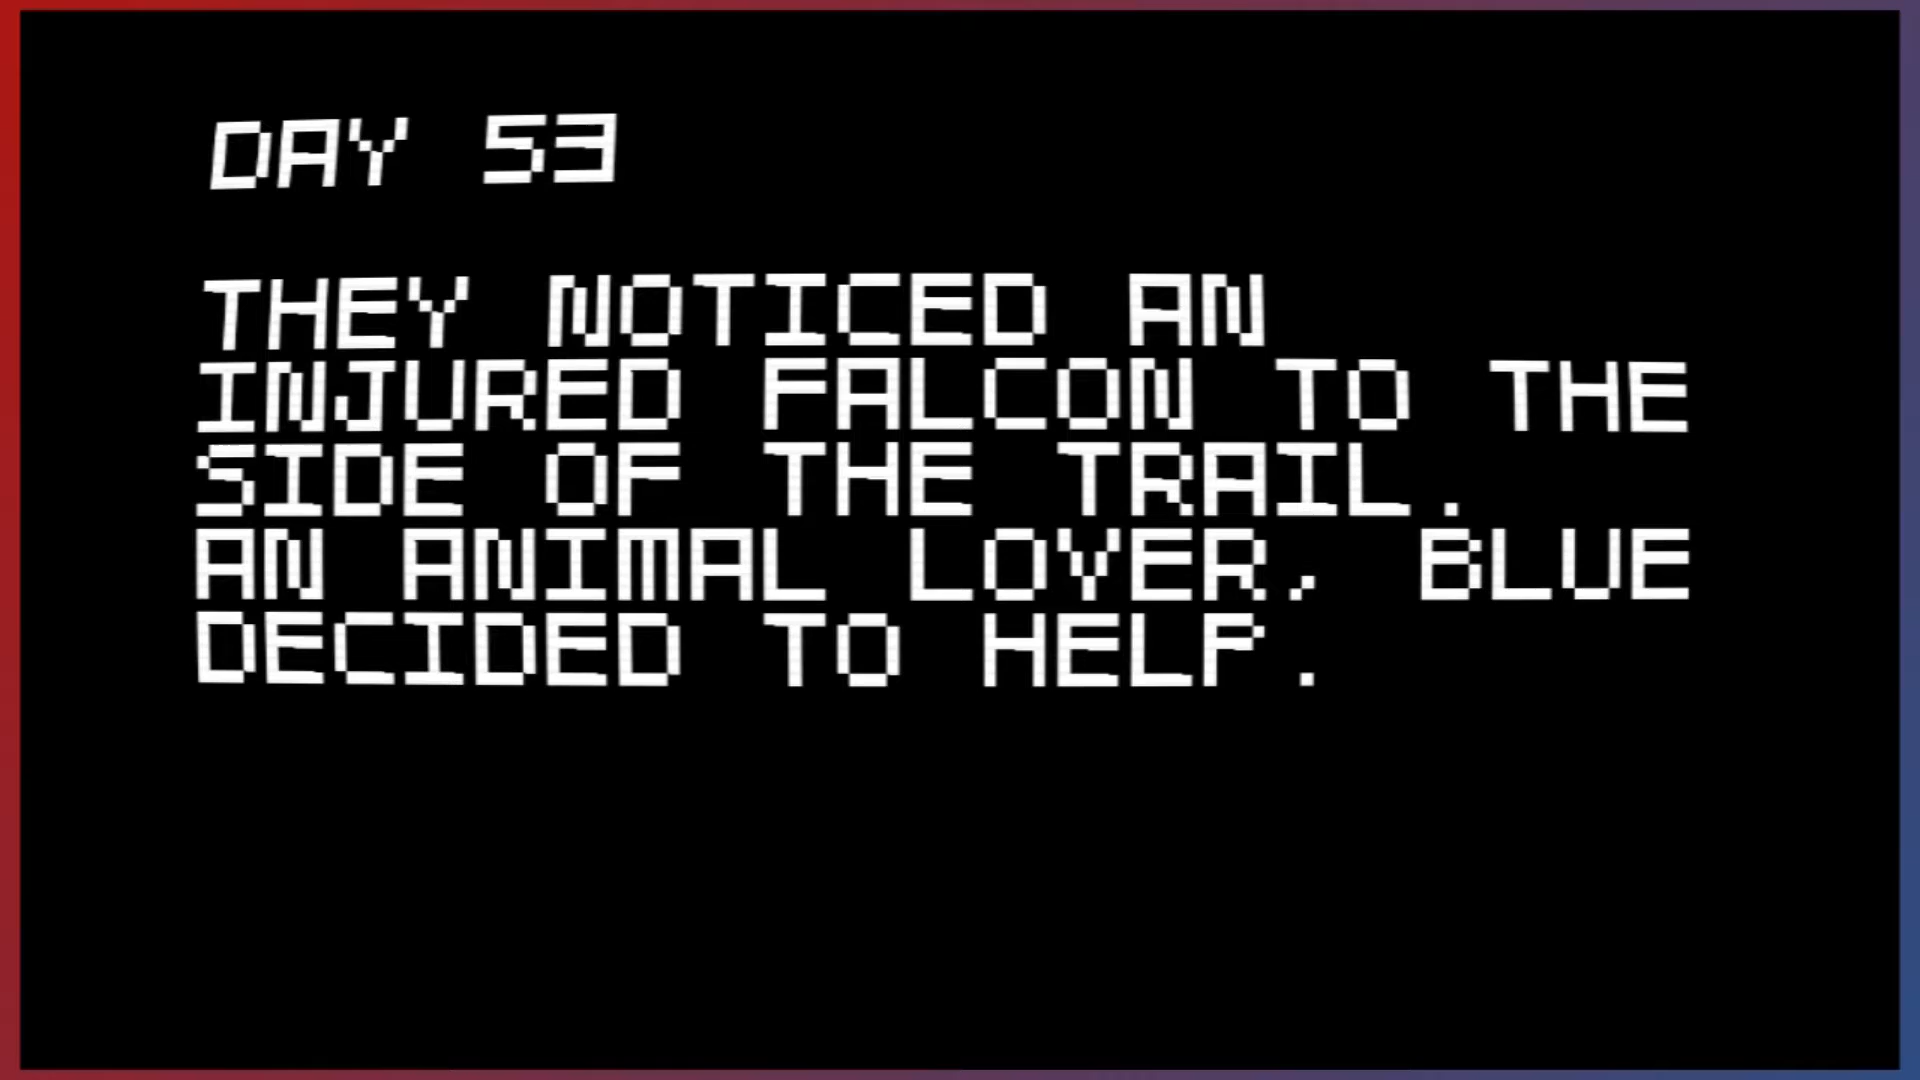 DAY 53
THEY NOTICED AN
INJURED FALCON TO THE
SIDE OF THE TRAIL.
AN ANIMAL LOVER, BLUE
DECIDED TO HELP.